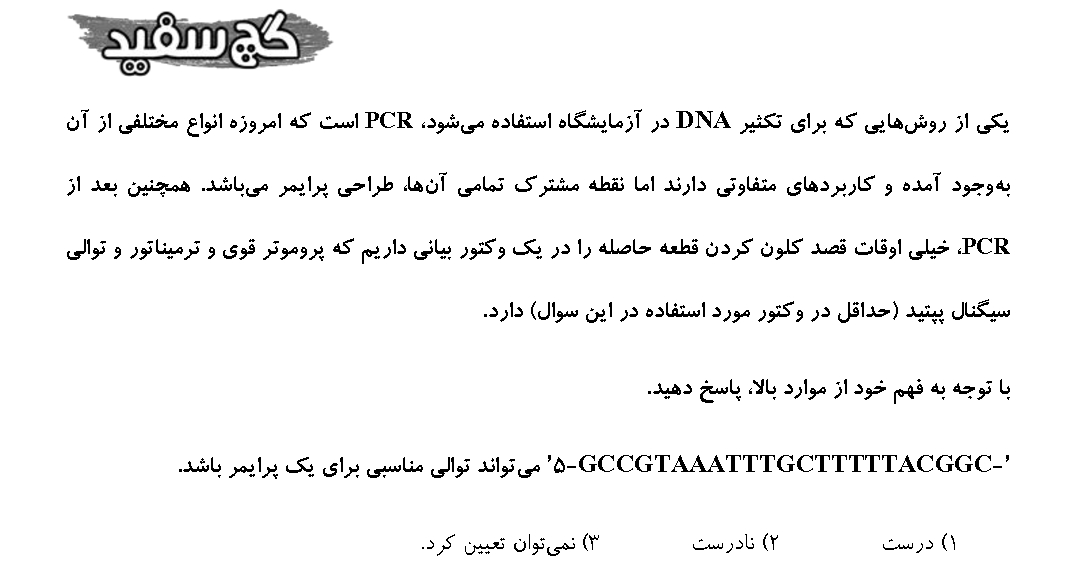 گچ سفید
یکی از روش‌هایی که برای تکثیر DNA در آزمایشگاه استفاده می‌شود، PCR است که امروزه انواع مختلفی از آن
به‌وجود آمده و کاربردهای متفاوتی دارند اما نقطه مشترک تمامی آن‌ها، طراحی پرایمر می‌باشد. همچنین بعد از
PCR، خیلی اوقات قصد کلون کردن قطعه حاصله را در یک وکتور بیانی داریم که پروموتر قوی و ترمیناتور و توالی
سیگنال پپتید (حداقل در وکتور مورد استفاده در این سوال) دارد.
با توجه به فهم خود از موارد بالا، پاسخ دهید.
'۵-GCCGTAAATTTGCTTTTTACGGC-' می‌تواند توالی مناسبی برای یک پرایمر باشد.
۱) درست ۲) نادرست ۳) نمی‌توان تعیین کرد.